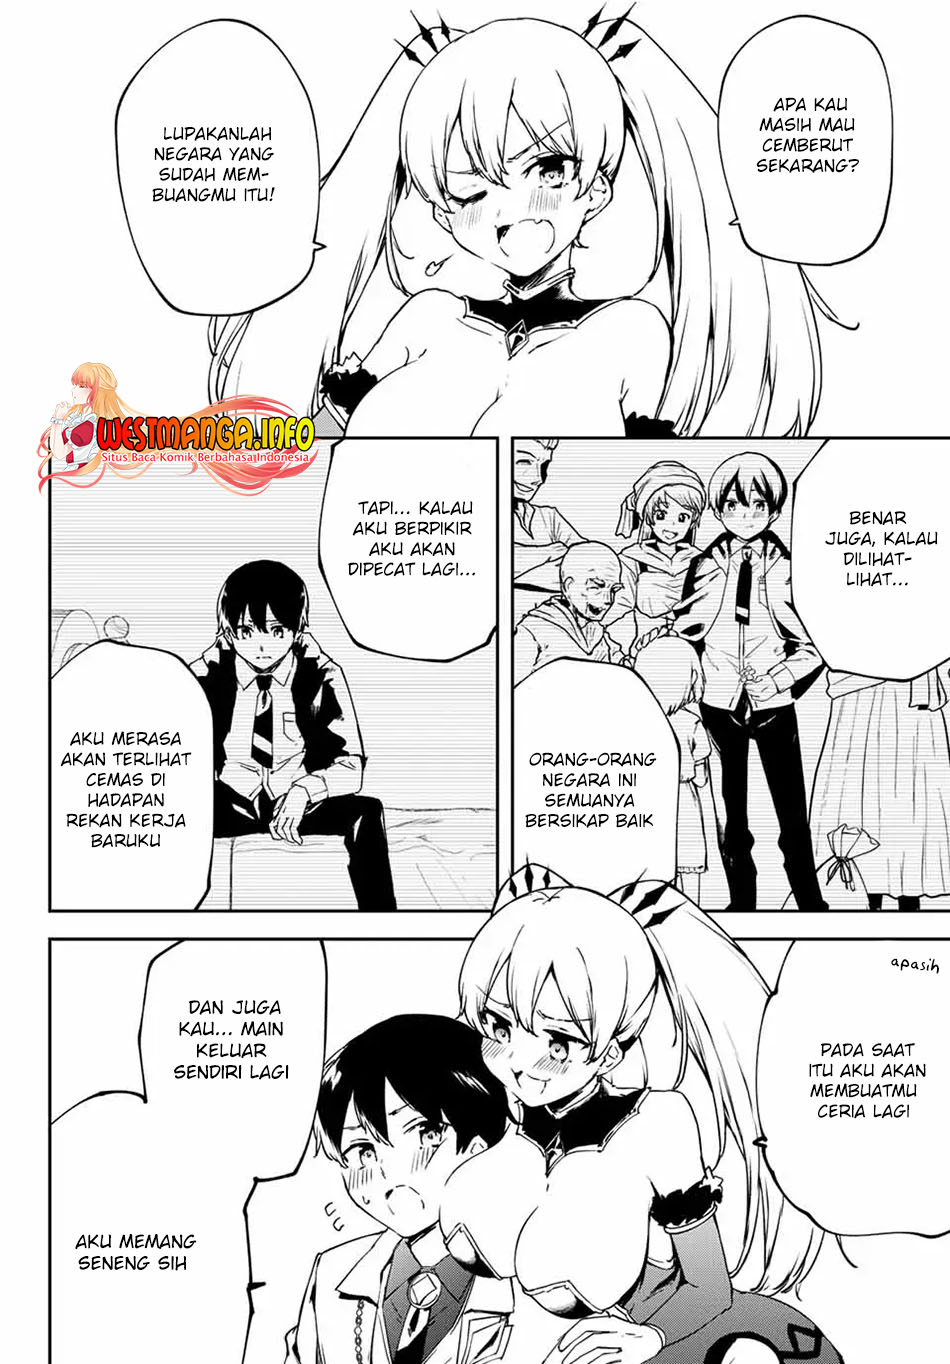 APA KAU
MASIH MAU
CEMBERUT
SEKARANG?
LUPAKANLAH
NEGARA YANG
SUDAH MEM-
BUANGMU ITU!
WESTMANGA.INFO
Situs Baca Komik Berbahasa Indonesia
BENAR
JUGA, KALAU
DILIHAT-
LIHAT...
ORANG-ORANG
NEGARA INI
SEMUANYA
BERSIKAP BAIK
TAPI... KALAU
AKU BERPIKIR
AKU AKAN
DIPECAT LAGI...
AKU MERASA
AKAN TERLIHAT
CEMAS DI
HADAPAN
REKAN KERJA
BARUKU
apasih
PADA SAAT
ITU AKU AKAN
MEMBUATMU
CERIA LAGI
DAN JUGA
KAU... MAIN
KELUAR
SENDIRI LAGI
AKU MEMANG
SENENG SIH